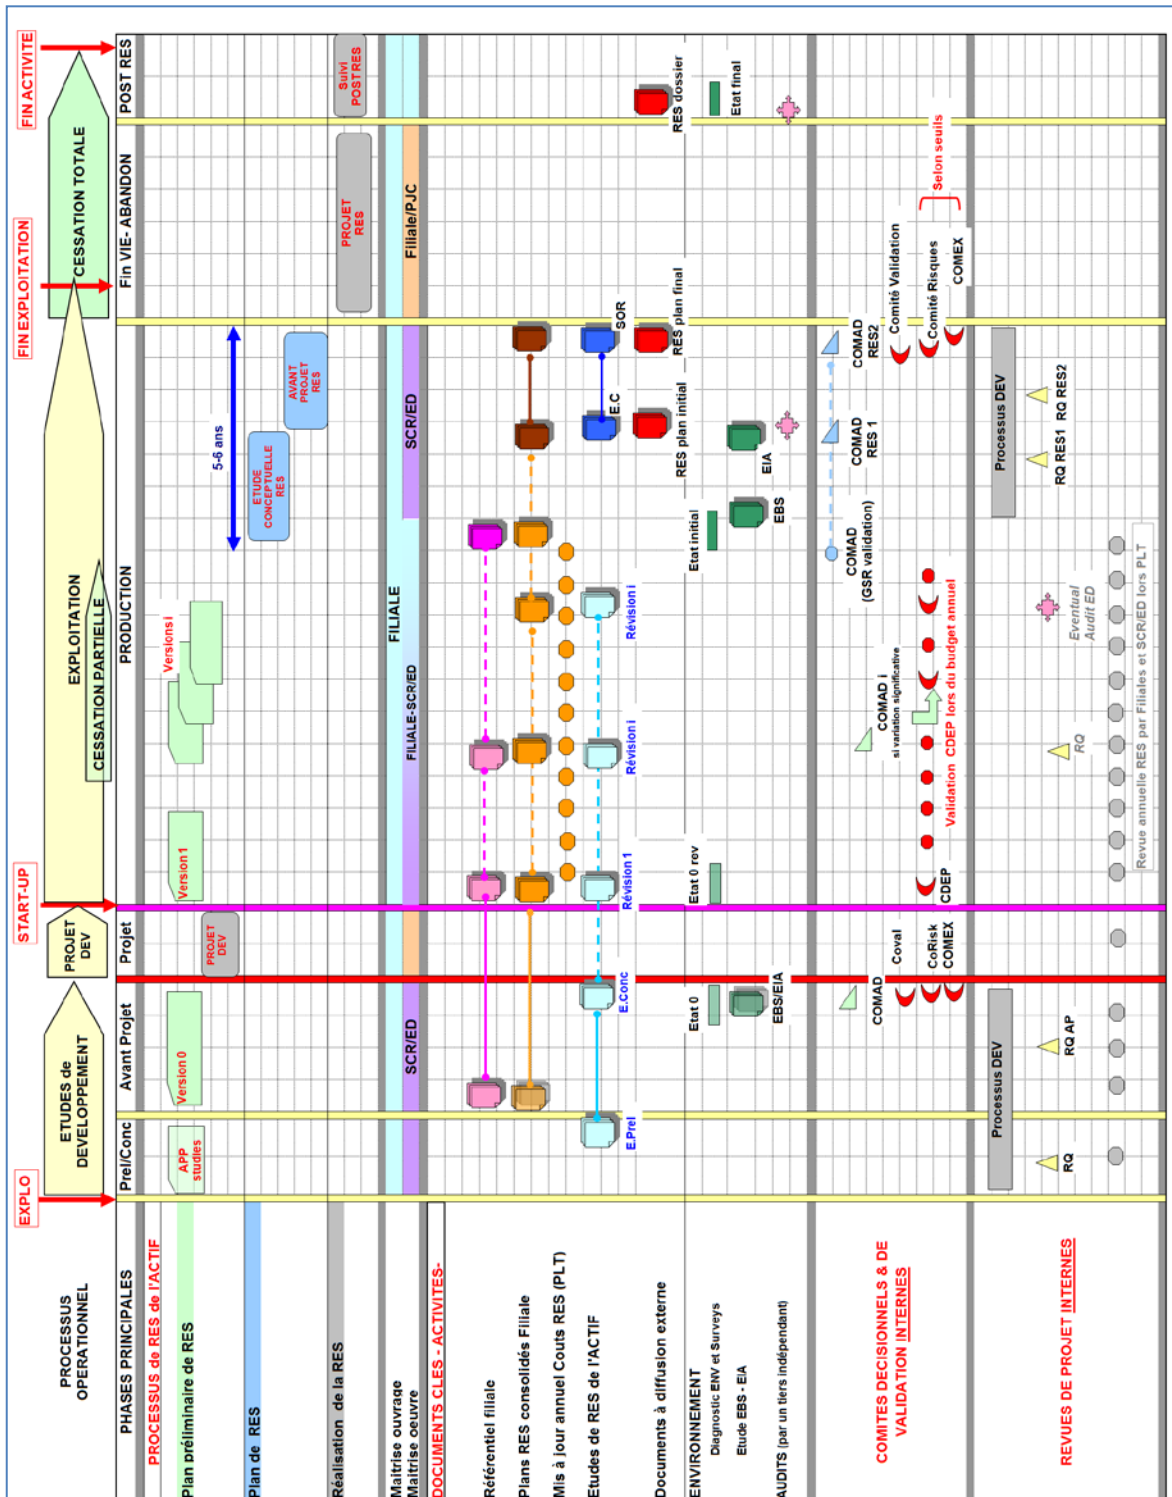 EXPLO
START-UP
FIN EXPLOITATION
FIN ACTIVITE
PROCESSUS
OPERATIONNEL
ETUDES de
DEVELOPPEMENT
PROJET
DEV
EXPLOITATION
CESSATION PARTIELLE
CESSATION TOTALE
PHASES PRINCIPALES
Prel/Conc
Avant Projet
Projet
PRODUCTION
Fin VIE- ABANDON
POST RES
PROCESSUS de RES de l'ACTIF
Plan préliminaire de RES
APP
studies
Version 0
PROJET
DEV
Version 1
Versions i
Plan de RES
5-6 ans
ETUDE
CONCEPTUELLE
RES
AVANT
PROJET
RES
Réalisation de la RES
PROJET
RES
Suivi
POST RES
Maitrise ouvrage
FILIALE
Maitrise oeuvre
SCR/ED
FILIALE-SCR/ED
SCR/ED
Filiale/PJC
DOCUMENTS CLES - ACTIVITES-
Référentiel filiale
Plans RES consolidés Filiale
Mis à jour annuel Couts RES (PLT)
Etudes de RES de l'ACTIF
E.Prel
E.Conc
Révision 1
Révision i
Révision i
E.C
SOR
Documents à diffusion externe
RES plan initial
RES plan final
RES dossier
ENVIRONNEMENT
Diagnostic ENV et Surveys
Etat 0
Etat 0 rev
Etat initial
Etat final
Etude EBS - EIA
EBS/EIA
EBS
EIA
AUDITS (par un tiers indépendant)
COMITES DECISIONNELS & DE
VALIDATION INTERNES
COMAD
Coval
CoRisk
COMEX
CDEP
COMAD i
si variation significative
Validation CDEP lors du budget annuel
COMAD
(GSR validation)
COMAD
RES 1
COMAD
RES2
Comité Validation
Comité Risques
COMEX
Selon seuils
REVUES DE PROJET INTERNES
Processus DEV
Processus DEV
RQ
RQ AP
RQ
Eventual
Audit ED
RQ RES1
RQ RES2
Revue annuelle RES par Filiales et SCR/ED lors PLT